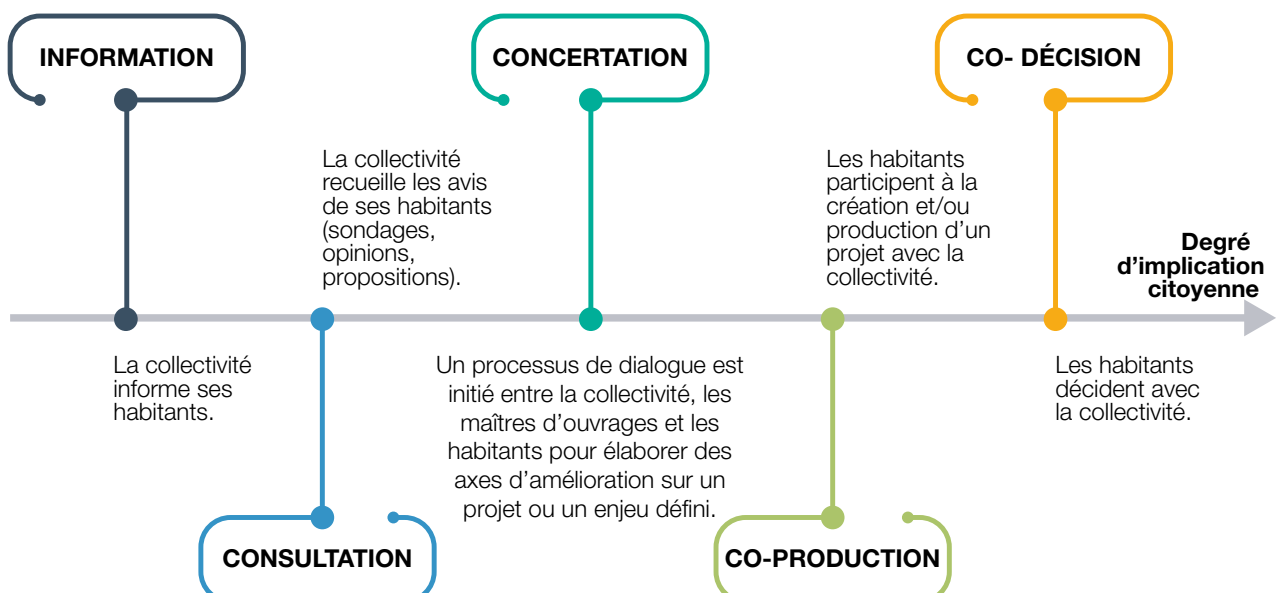 INFORMATION
CONCERTATION
CO- DÉCISION
La collectivité
recueille les avis
de ses habitants
(sondages,
opinions,
propositions).
Les habitants
participent à la
création et/ou
production d’un
projet avec la
collectivité.
Degré
d’implication
citoyenne
La collectivité
informe ses
habitants.
Un processus de dialogue est
initié entre la collectivité, les
maîtres d’ouvrages et les
habitants pour élaborer des
axes d’amélioration sur un
projet ou un enjeu défini.
Les habitants
décident avec
la collectivité.
CONSULTATION
CO-PRODUCTION